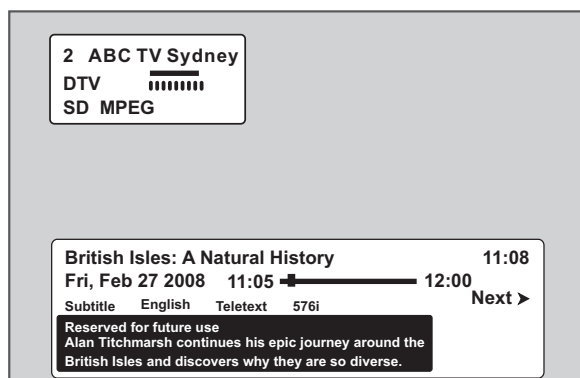 2 ABC TV Sydney
DTV
SD MPEG
British Isles: A Natural History 11:08
Fri, Feb 27 2008 11:05 12:00
Subtitle English Teletext 576i Next
Reserved for future use
Alan Titchmarsh continues his epic journey around the
British Isles and discovers why they are so diverse.